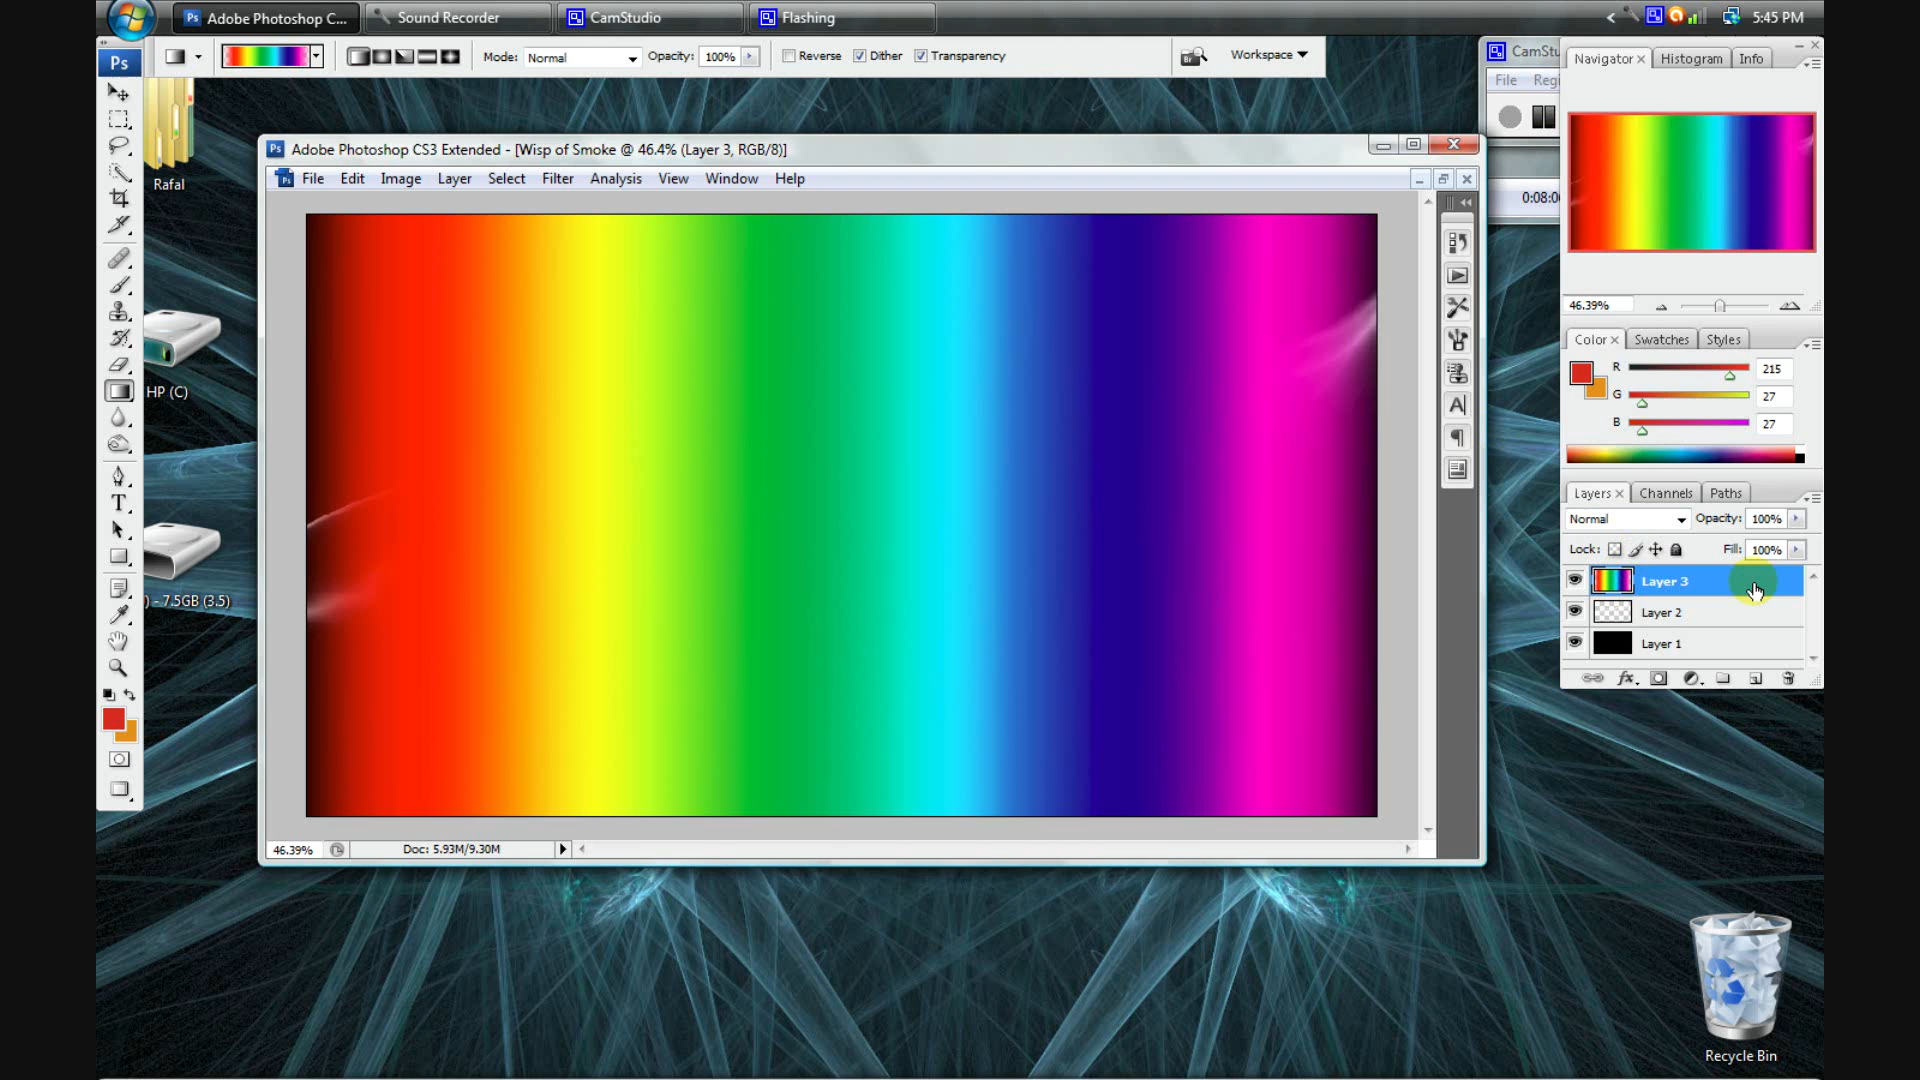 Adobe Photoshop C...
Sound Recorder
CamStudio
Flashing
5:45 PM
Ps
Mode: Normal
Opacity: 100%
Reverse
Dither
Transparency
Br
Workspace
CamStu
File Regi
0:08:0
Rafal
HP (C)
) - 7.5GB (3.5)
Adobe Photoshop CS3 Extended - [Wisp of Smoke @ 46.4% (Layer 3, RGB/8)]
File Edit Image Layer Select Filter Analysis View Window Help
46.39%
Doc: 5.93M/9.30M
Navigator Histogram Info
46.39%
Color Swatches Styles
R 215
G 27
B 27
Layers Channels Paths
Normal Opacity: 100%
Lock: Fill: 100%
Layer 3
Layer 2
Layer 1
Recycle Bin